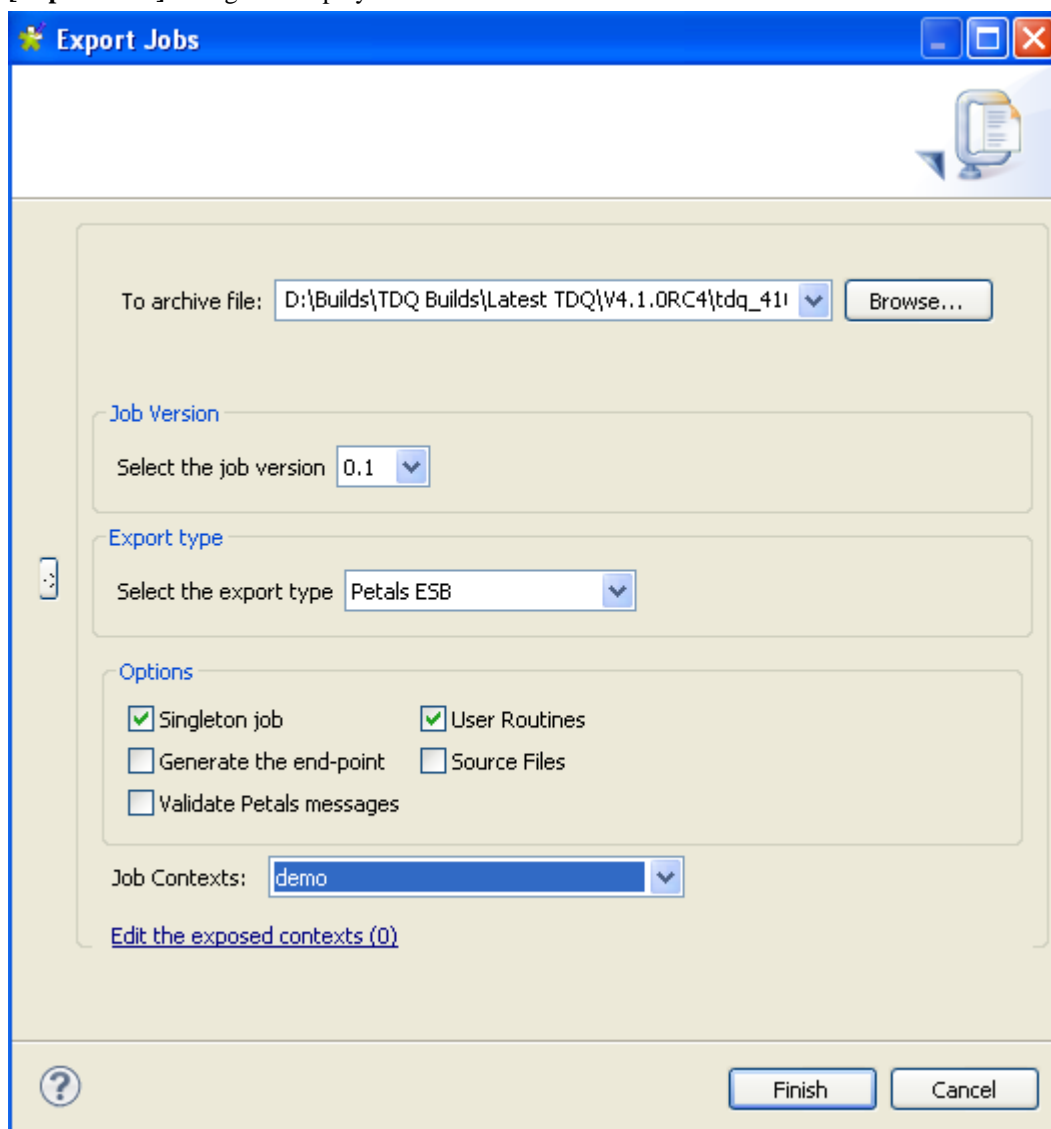 Export Jobs
To archive file: D:\Builds\TDQ Builds\Latest TDQ\V4.1.0RC4\tdq_41 Browse...
Job Version
Select the job version 0.1
Export type
Select the export type Petals ESB
Options
Singleton job User Routines
Generate the end-point Source Files
Validate Petals messages
Job Contexts: demo
Edit the exposed contexts (0)
? Finish Cancel